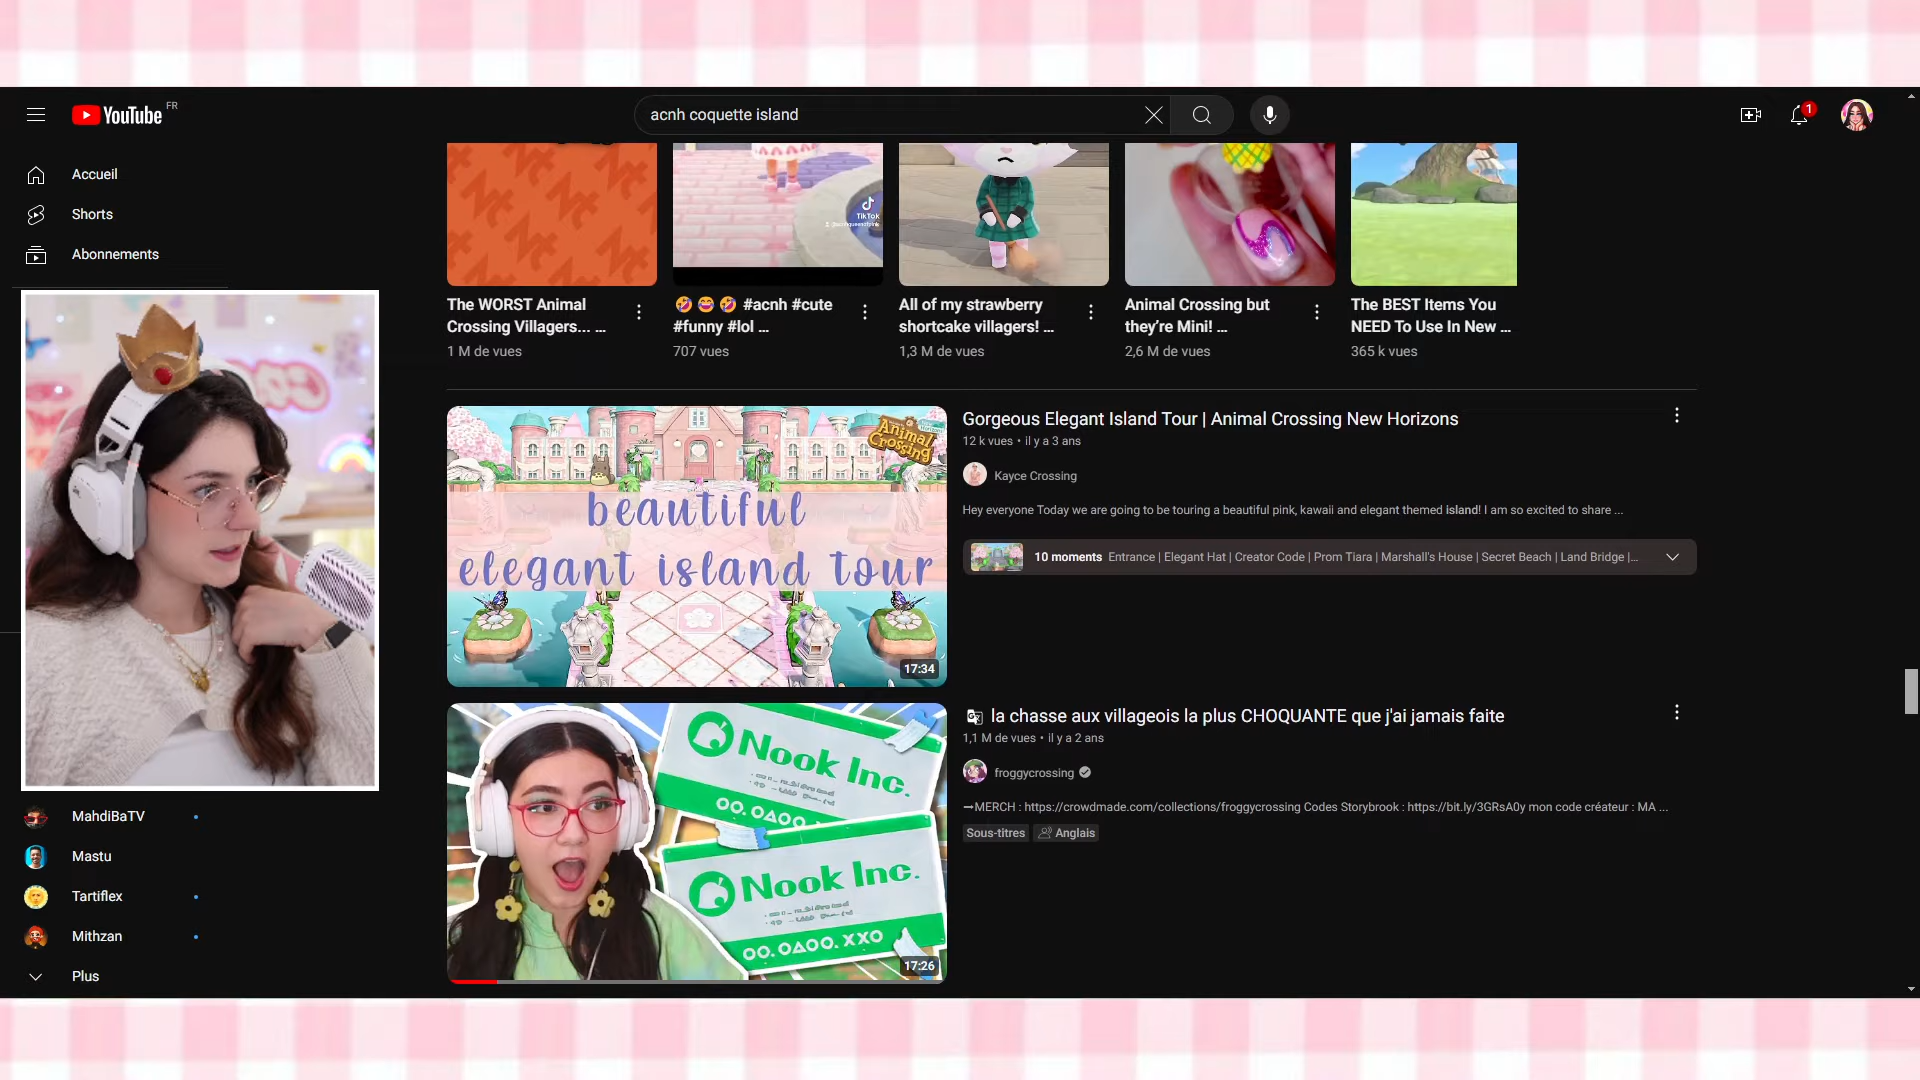 YouTube FR
acnh coquette island
1
Accueil
Shorts
Abonnements
TikTok
The WORST Animal
Crossing Villagers... ...
1 M de vues
🤣 😂 🤣 #acnh #cute
#funny #lol ...
707 vues
All of my strawberry
shortcake villagers! ...
1,3 M de vues
Animal Crossing but
they're Mini! ...
2,6 M de vues
The BEST Items You
NEED To Use In New ...
365 k vues
Animal
Crossing
beautiful
elegant island tour
17:34
Gorgeous Elegant Island Tour | Animal Crossing New Horizons
12 k vues • il y a 3 ans
Kayce Crossing
Hey everyone Today we are going to be touring a beautiful pink, kawaii and elegant themed island! I am so excited to share ...
10 moments Entrance | Elegant Hat | Creator Code | Prom Tiara | Marshall's House | Secret Beach | Land Bridge |...
Nook Inc.
Nook Inc.
OO. OΔOO. XXO
17:26
la chasse aux villageois la plus CHOQUANTE que j'ai jamais faite
1,1 M de vues • il y a 2 ans
froggycrossing
➞MERCH : https://crowdmade.com/collections/froggycrossing Codes Storybrook : https://bit.ly/3GRsA0y mon code créateur : MA ...
Sous-titres
Anglais
MahdiBaTV
Mastu
Tartiflex
Mithzan
Plus